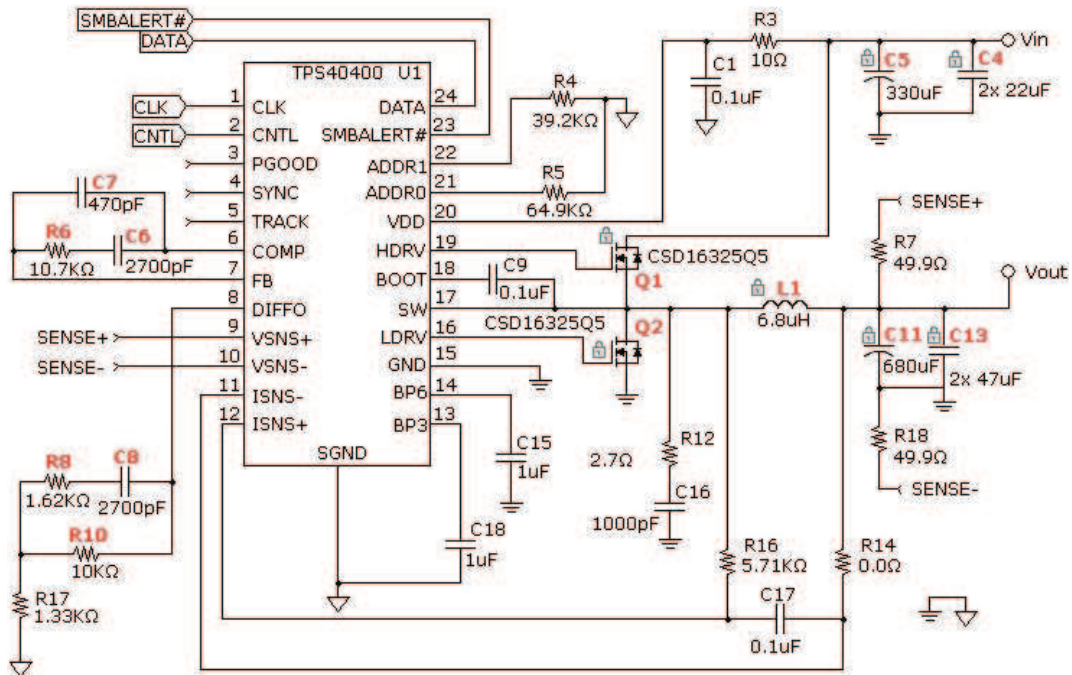 SMBALERT#
DATA
CLK
CNTL
TPS40400 U1
1 CLK
2 CNTL
3 PGOOD
4 SYNC
5 TRACK
6 COMP
7 FB
8 DIFFO
9 VSNS+
10 VSNS-
11 ISNS-
12 ISNS+
DATA 24
SMBALERT# 23
ADDR1 22
ADDR0 21
VDD 20
HDRV 19
BOOT 18
SW 17
LDRV 16
GND 15
BP6 14
BP3 13
SGND
C7
470pF
R6
10.7KΩ
C6
2700pF
SENSE+
SENSE-
R8
1.62KΩ
C8
2700pF
R10
10KΩ
R17
1.33KΩ
R4
39.2KΩ
R5
64.9KΩ
C1
0.1uF
R3
10Ω
Vin
C5
330uF
C4
2x 22uF
C9
0.1uF
CSD16325Q5
Q1
CSD16325Q5
Q2
L1
6.8uH
SENSE+
R7
49.9Ω
Vout
C11
680uF
C13
2x 47uF
R18
49.9Ω
SENSE-
R12
2.7Ω
C16
1000pF
C15
1uF
C18
1uF
R16
5.71KΩ
R14
0.0Ω
C17
0.1uF